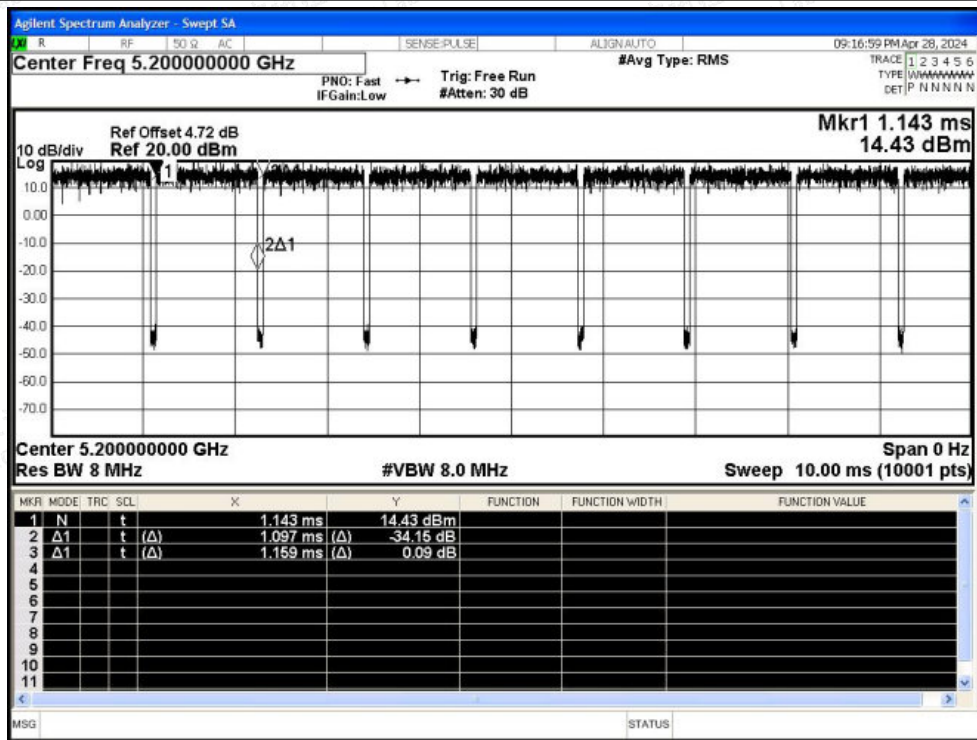 Agilent Spectrum Analyzer - Swept SA
LXI R RF 50 Ω AC SENSE:PULSE ALIGNAUTO 09:16:59 PM Apr 28, 2024
Center Freq 5.200000000 GHz #Avg Type: RMS TRACE 1 2 3 4 5 6
PNO: Fast Trig: Free Run TYPE WWWWWW
IFGain:Low #Atten: 30 dB DET P N N N N N
Mkr1 1.143 ms
Ref Offset 4.72 dB
10 dB/div Ref 20.00 dBm 14.43 dBm
Log
1
10.0
0.00
-10.0
2Δ1
-20.0
-30.0
-40.0
-50.0
-60.0
-70.0
Center 5.200000000 GHz Span 0 Hz
Res BW 8 MHz #VBW 8.0 MHz Sweep 10.00 ms (10001 pts)
MKR MODE TRC SCL X Y FUNCTION FUNCTION WIDTH FUNCTION VALUE
1 N t 1.143 ms 14.43 dBm
2 Δ1 t (Δ) 1.097 ms (Δ) -34.15 dB
3 Δ1 t (Δ) 1.159 ms (Δ) 0.09 dB
4
5
6
7
8
9
10
11
MSG STATUS